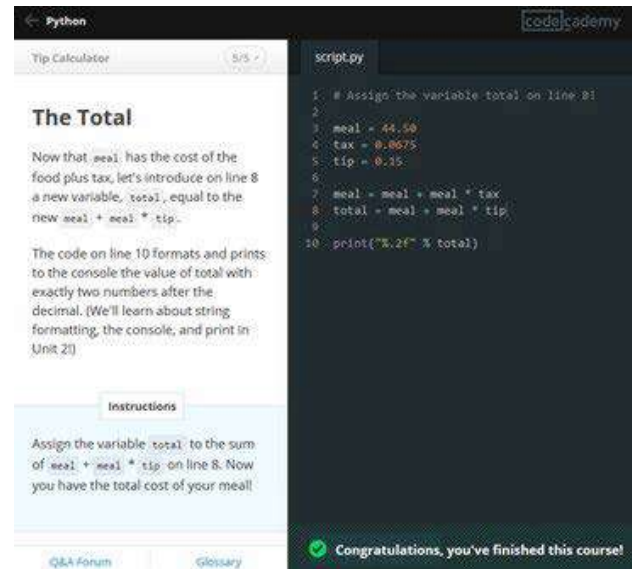 ← Python
codecademy
Tip Calculator
5/5
The Total
Now that meal has the cost of the
food plus tax, let's introduce on line 8
a new variable, total, equal to the
new meal + meal * tip.
The code on line 10 formats and prints
to the console the value of total with
exactly two numbers after the
decimal. (We'll learn about string
formatting, the console, and print in
Unit 2!)
Instructions
Assign the variable total to the sum
of meal + meal * tip on line 8. Now
you have the total cost of your meal!
Q&A Forum
Glossary
script.py
1 # Assign the variable total on line 8!
2
3 meal = 44.50
4 tax = 0.0675
5 tip = 0.15
6
7 meal = meal + meal * tax
8 total = meal + meal * tip
9
10 print("%.2f" % total)
Congratulations, you've finished this course!